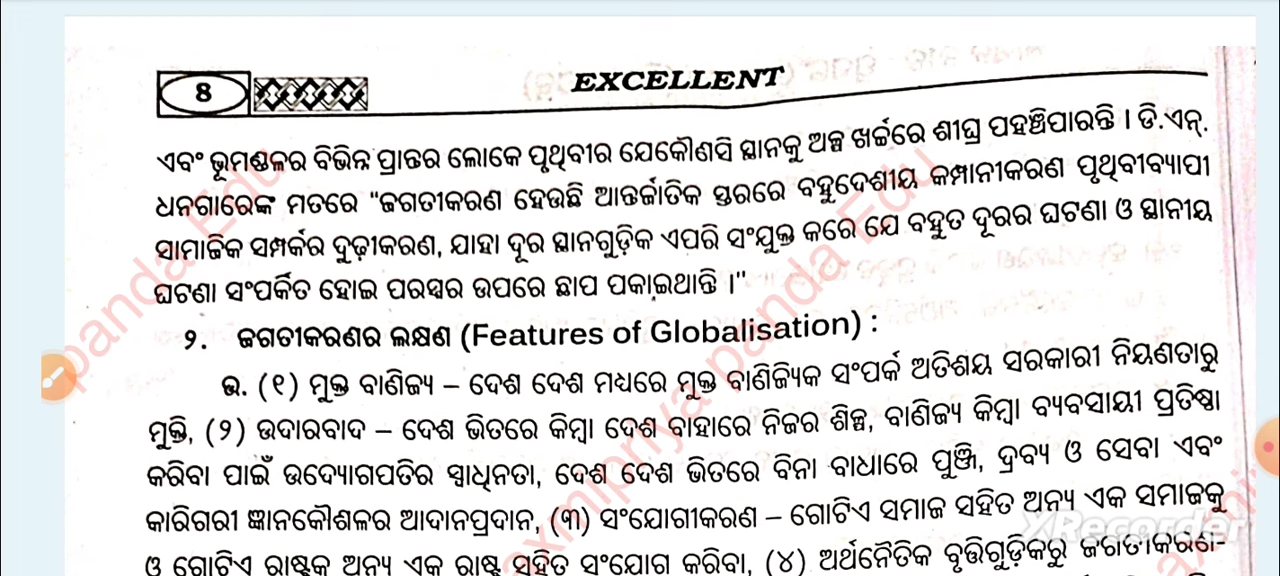 8
EXCELLENT
ଏବଂ ଭୂମଣ୍ଡଳର ବିଭିନ୍ନ ପ୍ରାନ୍ତର ଲୋକେ ପୃଥିବୀର ଯେକୌଣସି ସ୍ଥାନକୁ ଅଳ୍ପ ଖର୍ଚ୍ଚରେ ଶୀଘ୍ର ପହଞ୍ଚିପାରନ୍ତି । ଡି.ଏନ୍.
ଧନଗାରେଙ୍କ ମତରେ "ଜଗତୀକରଣ ହେଉଛି ଆନ୍ତର୍ଜାତିକ ସ୍ତରରେ ବହୁଦେଶୀୟ କମ୍ପାନୀକରଣ ପୃଥିବୀବ୍ୟାପୀ
ସାମାଜିକ ସମ୍ପର୍କର ଦୃଢ଼ୀକରଣ, ଯାହା ଦୂର ସ୍ଥାନଗୁଡ଼ିକ ଏପରି ସଂଯୁକ୍ତ କରେ ଯେ ବହୁତ ଦୂରର ଘଟଣା ଓ ସ୍ଥାନୀୟ
ଘଟଣା ସଂପର୍କିତ ହୋଇ ପରସ୍ପର ଉପରେ ଛାପ ପକାଇଥାନ୍ତି ।"
୨. ଜଗତୀକରଣର ଲକ୍ଷଣ (Features of Globalisation) :
ଉ. (୧) ମୁକ୍ତ ବାଣିଜ୍ୟ – ଦେଶ ଦେଶ ମଧ୍ୟରେ ମୁକ୍ତ ବାଣିଜ୍ୟିକ ସଂପର୍କ ଅତିଶୟ ସରକାରୀ ନିୟଣତାରୁ
ମୁକ୍ତି, (୨) ଉଦାରବାଦ – ଦେଶ ଭିତରେ କିମ୍ବା ଦେଶ ବାହାରେ ନିଜର ଶିଳ୍ପ, ବାଣିଜ୍ୟ କିମ୍ବା ବ୍ୟବସାୟୀ ପ୍ରତିଷ୍ଠା
କରିବା ପାଇଁ ଉଦ୍ୟୋଗପତିର ସ୍ୱାଧିନତା, ଦେଶ ଦେଶ ଭିତରେ ବିନା ବାଧାରେ ପୁଞ୍ଜି, ଦ୍ରବ୍ୟ ଓ ସେବା ଏବଂ
କାରିଗରୀ ଜ୍ଞାନକୌଶଳର ଆଦାନପ୍ରଦାନ, (୩) ସଂଯୋଗୀକରଣ – ଗୋଟିଏ ସମାଜ ସହିତ ଅନ୍ୟ ଏକ ସମାଜକୁ
ଓ ଗୋଟିଏ ରାଷ୍ଟ୍ରକୁ ଅନ୍ୟ ଏକ ରାଷ୍ଟ୍ର ସହିତ ସଂଯୋଗ କରିବା, (୪) ଅର୍ଥନୈତିକ ବୃତ୍ତିଗୁଡ଼ିକରୁ ଜଗତୀକରଣ-
XRecorder